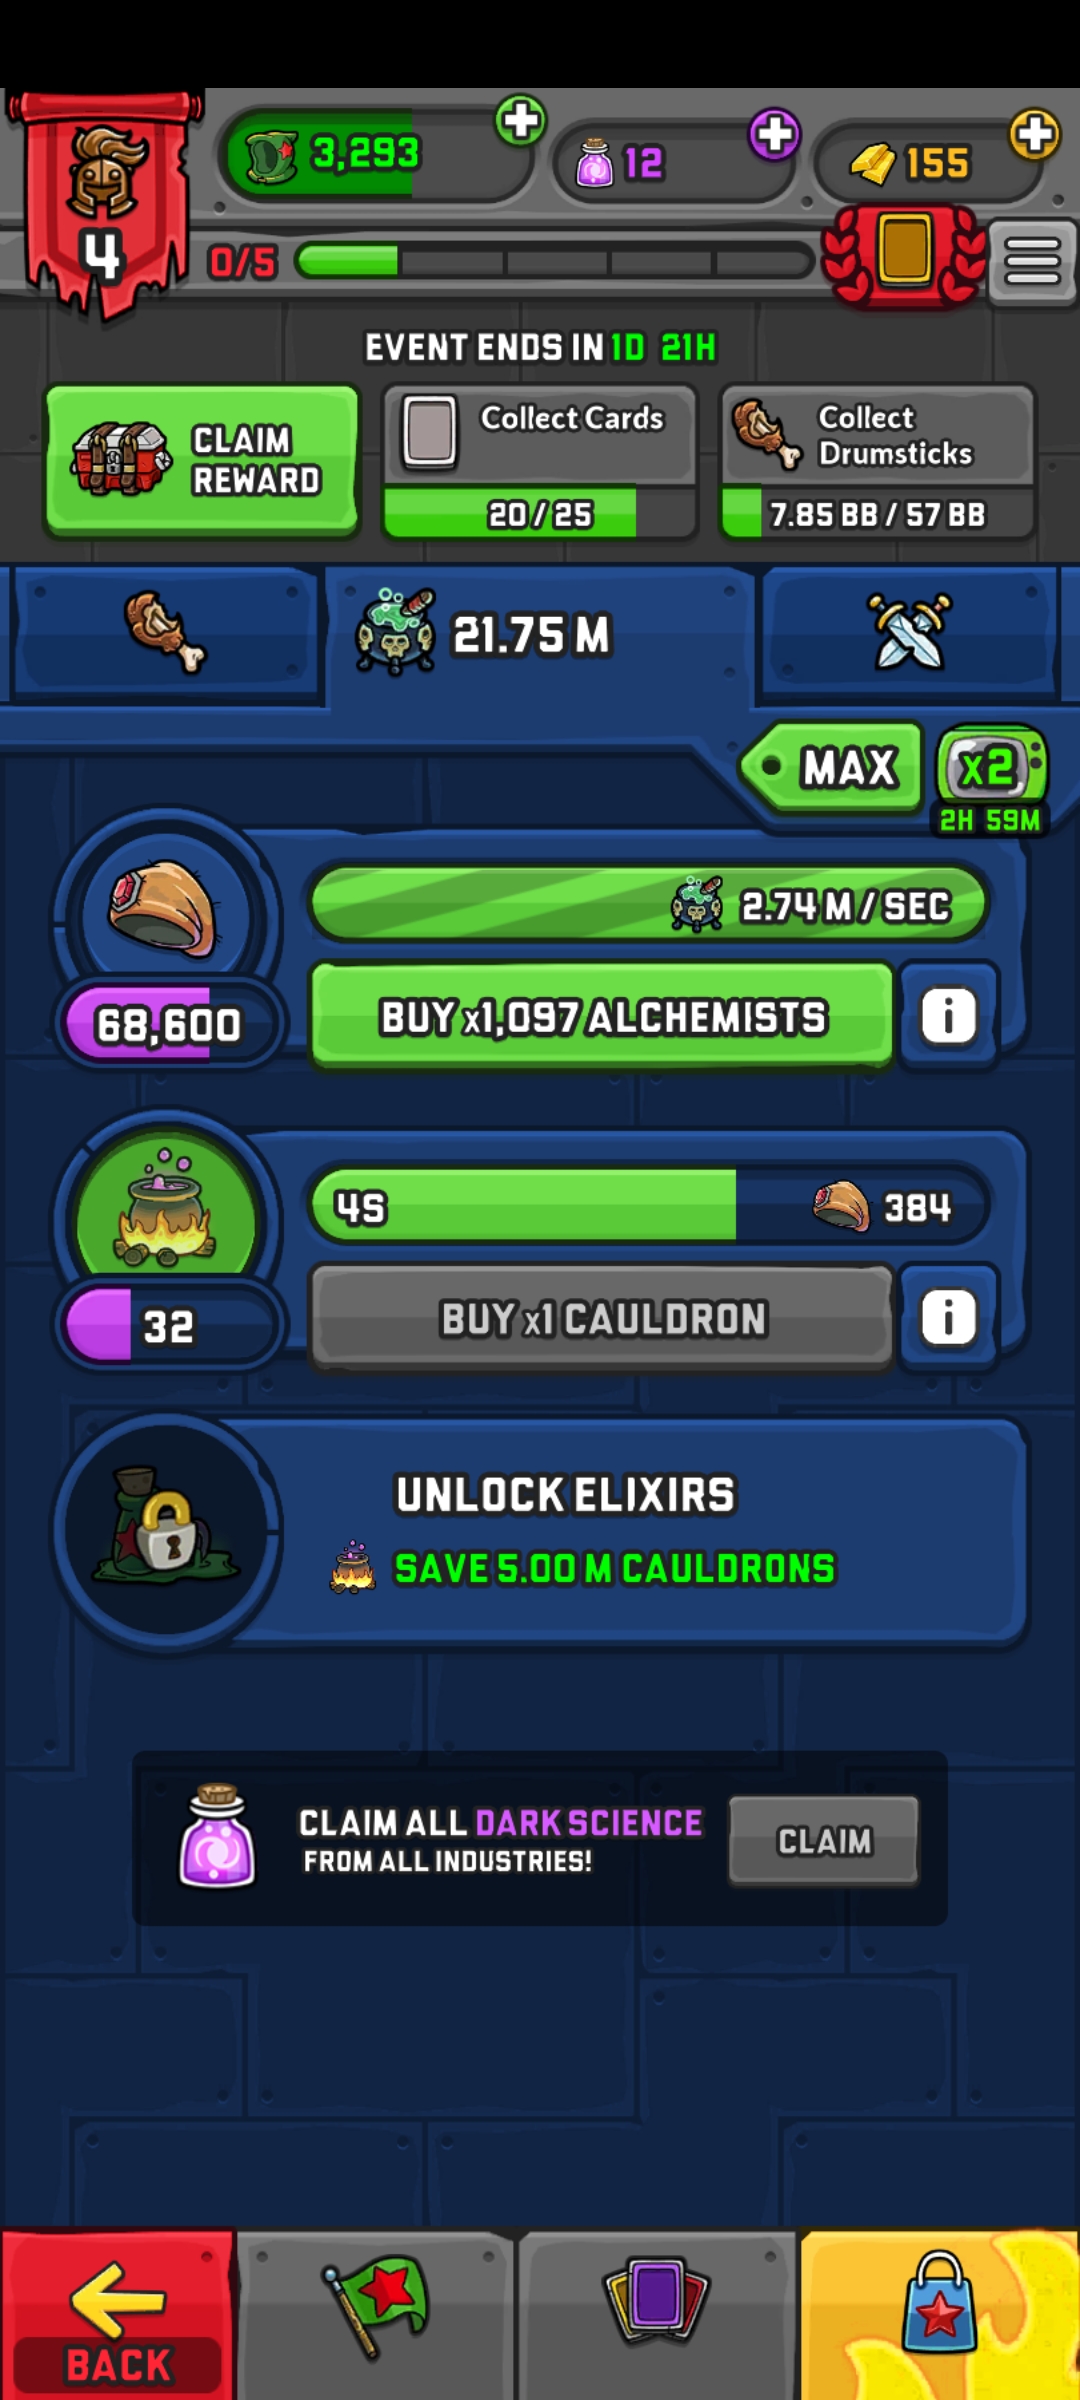 3,293
12
155
4
0/5
EVENT ENDS IN 1D 21H
CLAIM
REWARD
Collect Cards
20 / 25
Collect
Drumsticks
7.85 BB / 57 BB
21.75 M
MAX
x2
2H 59M
2.74 M / SEC
68,600
BUY x1,097 ALCHEMISTS
i
4S
384
32
BUY x1 CAULDRON
i
UNLOCK ELIXIRS
SAVE 5.00 M CAULDRONS
CLAIM ALL DARK SCIENCE
FROM ALL INDUSTRIES!
CLAIM
BACK